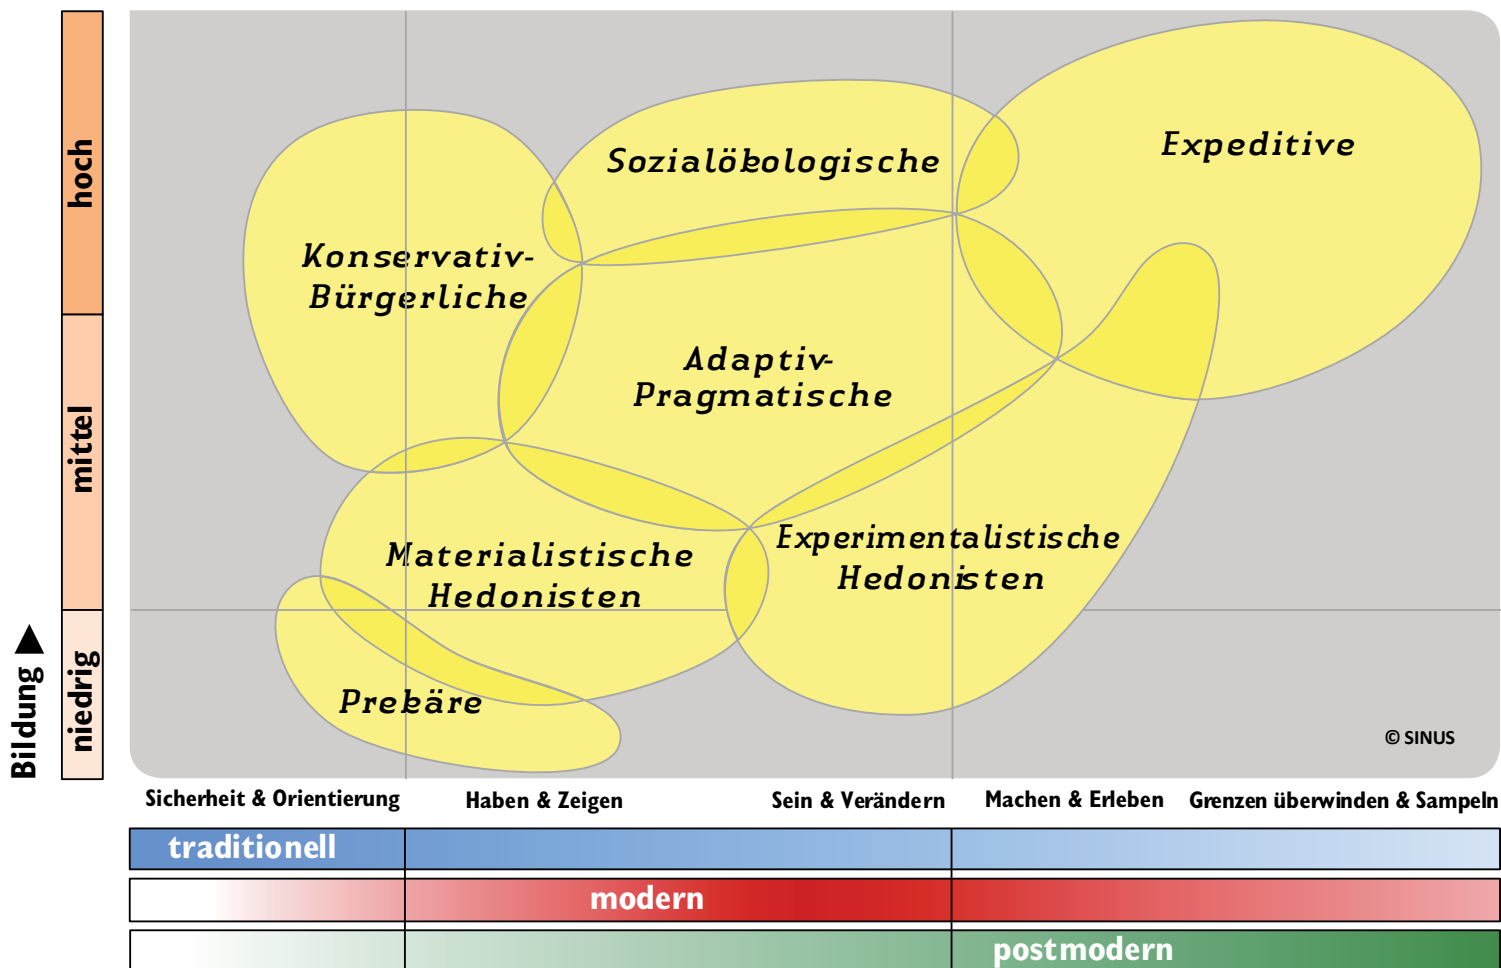 hoch
mittel
niedrig
Bildung ▶
Sozialökologische
Expeditive
Konservativ-
Bürgerliche
Adaptiv-
Pragmatische
Materialistische
Hedonisten
Experimentalistische
Hedonisten
Prekäre
© SINUS
Sicherheit & Orientierung
Haben & Zeigen
Sein & Verändern
Machen & Erleben
Grenzen überwinden & Sampeln
traditionell
modern
postmodern